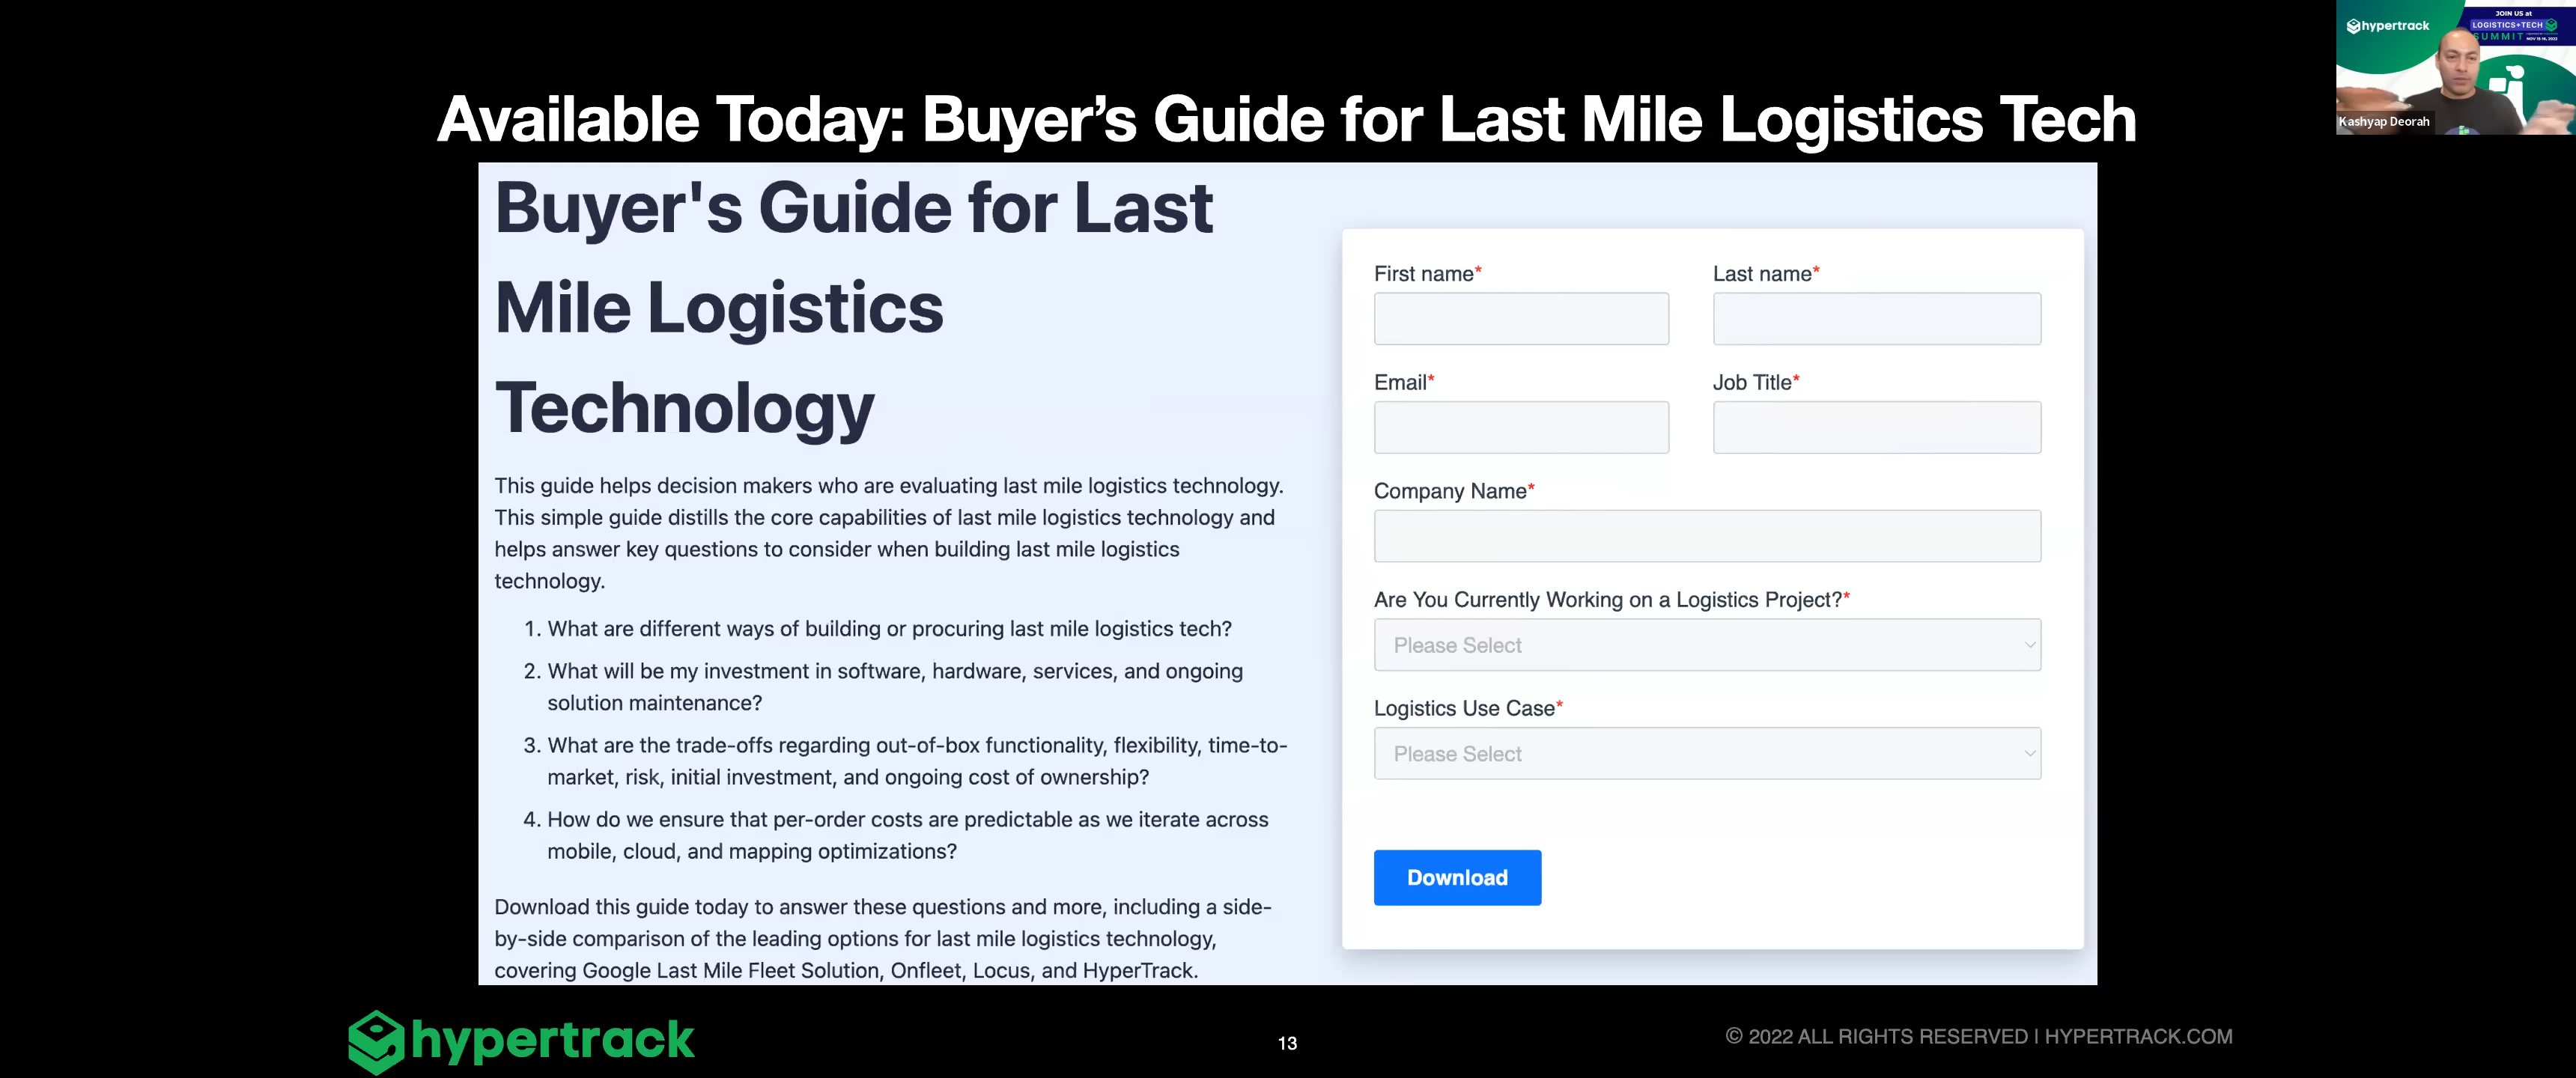 hypertrack
JOIN US at
LOGISTICS+TECH
SUMMIT
NOV 15-16, 2022
Kashyap Deorah
Available Today: Buyer’s Guide for Last Mile Logistics Tech
Buyer's Guide for Last
Mile Logistics
Technology
This guide helps decision makers who are evaluating last mile logistics technology.
This simple guide distills the core capabilities of last mile logistics technology and
helps answer key questions to consider when building last mile logistics
technology.
1. What are different ways of building or procuring last mile logistics tech?
2. What will be my investment in software, hardware, services, and ongoing
solution maintenance?
3. What are the trade-offs regarding out-of-box functionality, flexibility, time-to-
market, risk, initial investment, and ongoing cost of ownership?
4. How do we ensure that per-order costs are predictable as we iterate across
mobile, cloud, and mapping optimizations?
Download this guide today to answer these questions and more, including a side-
by-side comparison of the leading options for last mile logistics technology,
covering Google Last Mile Fleet Solution, Onfleet, Locus, and HyperTrack.
First name*
Last name*
Email*
Job Title*
Company Name*
Are You Currently Working on a Logistics Project?*
Please Select
Logistics Use Case*
Please Select
Download
hypertrack
13
© 2022 ALL RIGHTS RESERVED | HYPERTRACK.COM